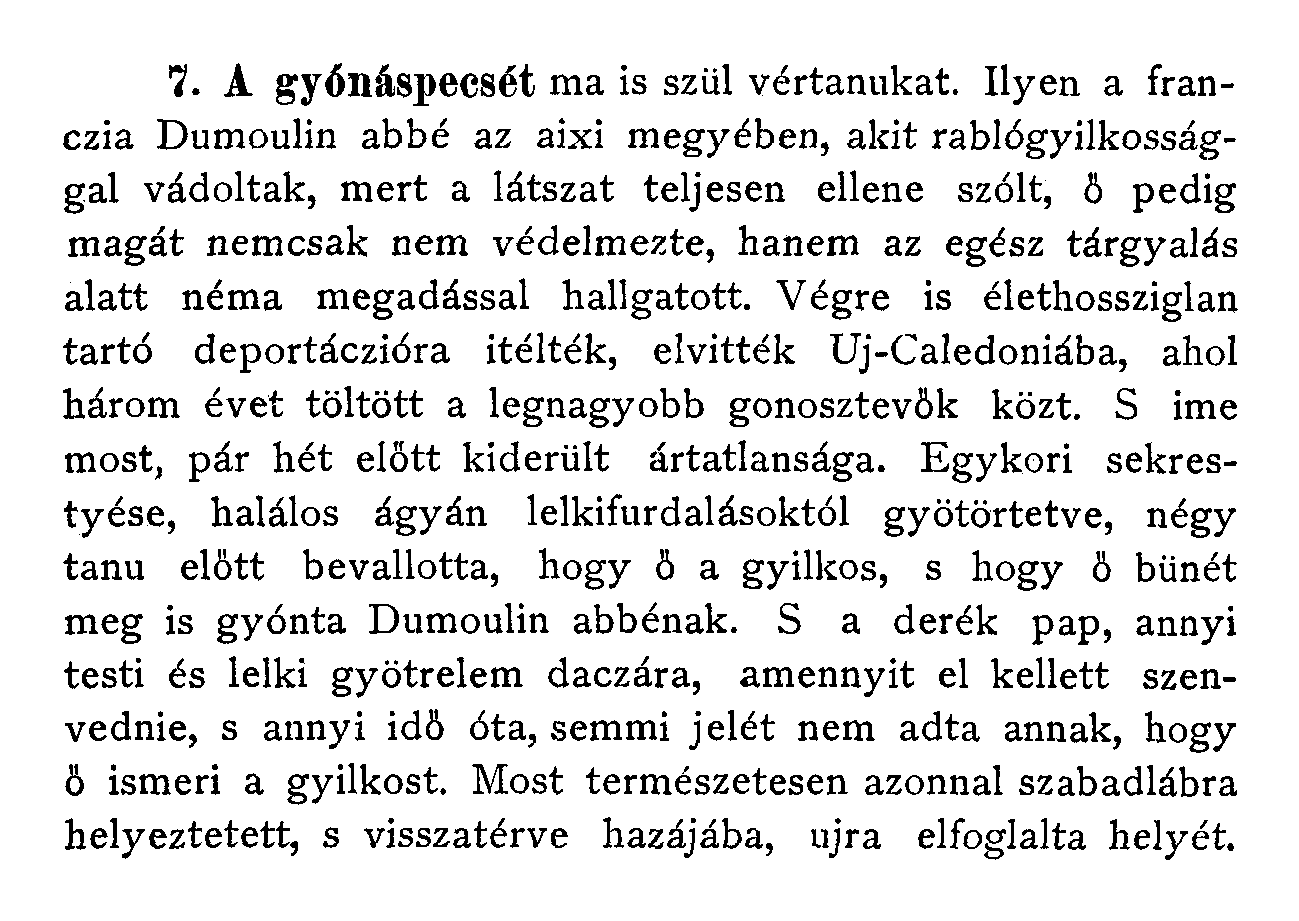 7. A gyónáspecsét ma is szül vértanukat. Ilyen a fran-
czia Dumoulin abbé az aixi megyében, akit rablógyilkosság-
gal vádoltak, mert a látszat teljesen ellene szólt, ő pedig
magát nemcsak nem védelmezte, hanem az egész tárgyalás
alatt néma megadással hallgatott. Végre is élethossziglan
tartó deportáczióra itélték, elvitték Uj-Caledoniába, ahol
három évet töltött a legnagyobb gonosztevők közt. S ime
most, pár hét előtt kiderült ártatlansága. Egykori sekres-
tyése, halálos ágyán lelkifurdalásoktól gyötörtetve, négy
tanu előtt bevallotta, hogy ő a gyilkos, s hogy ő bünét
meg is gyónta Dumoulin abbénak. S a derék pap, annyi
testi és lelki gyötrelem daczára, amennyit el kellett szen-
vednie, s annyi idő óta, semmi jelét nem adta annak, hogy
ő ismeri a gyilkost. Most természetesen azonnal szabadlábra
helyeztetett, s visszatérve hazájába, ujra elfoglalta helyét.